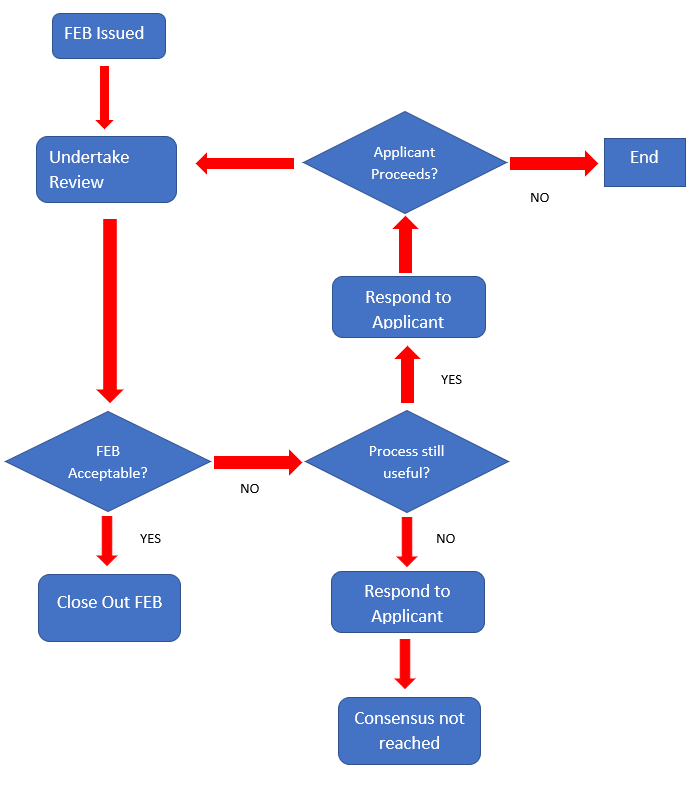 FEB Issued
Undertake
Review
Applicant
Proceeds?
End
NO
Respond to
Applicant
YES
FEB
Acceptable?
NO
Process still
useful?
YES
NO
Close Out FEB
Respond to
Applicant
Consensus not
reached